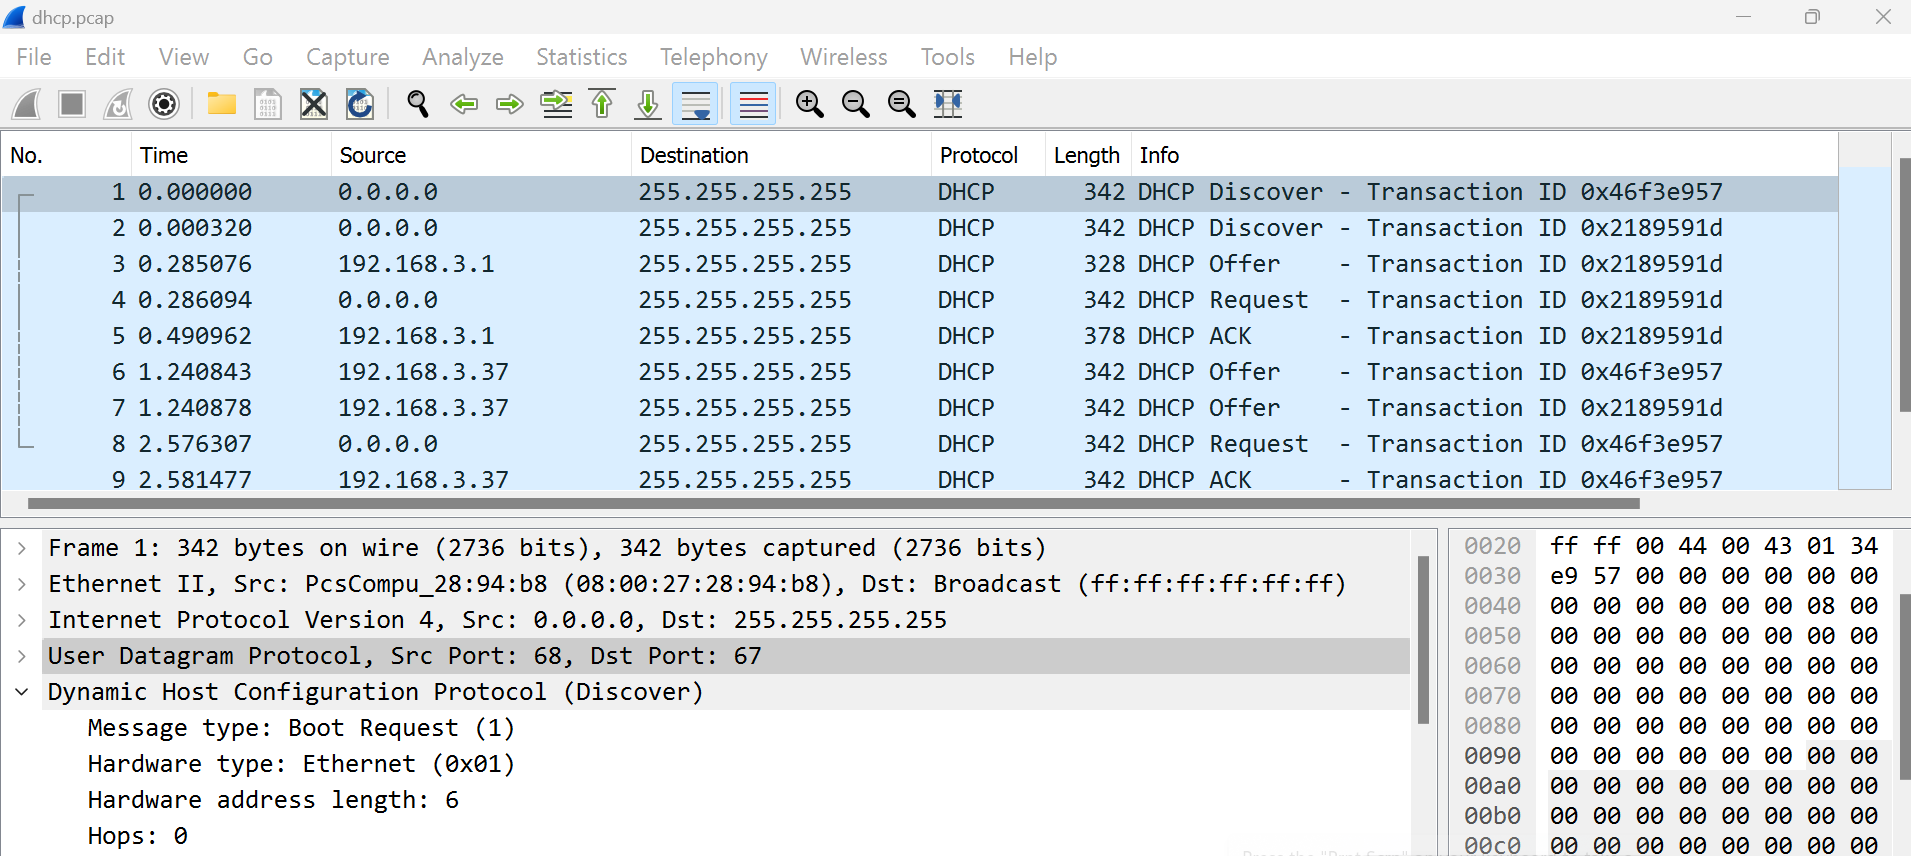 dhcp.pcap
File Edit View Go Capture Analyze Statistics Telephony Wireless Tools Help
No. Time Source Destination Protocol Length Info
1 0.000000 0.0.0.0 255.255.255.255 DHCP 342 DHCP Discover - Transaction ID 0x46f3e957
2 0.000320 0.0.0.0 255.255.255.255 DHCP 342 DHCP Discover - Transaction ID 0x2189591d
3 0.285076 192.168.3.1 255.255.255.255 DHCP 328 DHCP Offer - Transaction ID 0x2189591d
4 0.286094 0.0.0.0 255.255.255.255 DHCP 342 DHCP Request - Transaction ID 0x2189591d
5 0.490962 192.168.3.1 255.255.255.255 DHCP 378 DHCP ACK - Transaction ID 0x2189591d
6 1.240843 192.168.3.37 255.255.255.255 DHCP 342 DHCP Offer - Transaction ID 0x46f3e957
7 1.240878 192.168.3.37 255.255.255.255 DHCP 342 DHCP Offer - Transaction ID 0x2189591d
8 2.576307 0.0.0.0 255.255.255.255 DHCP 342 DHCP Request - Transaction ID 0x46f3e957
9 2.581477 192.168.3.37 255.255.255.255 DHCP 342 DHCP ACK - Transaction ID 0x46f3e957
Frame 1: 342 bytes on wire (2736 bits), 342 bytes captured (2736 bits)
Ethernet II, Src: PcsCompu_28:94:b8 (08:00:27:28:94:b8), Dst: Broadcast (ff:ff:ff:ff:ff:ff)
Internet Protocol Version 4, Src: 0.0.0.0, Dst: 255.255.255.255
User Datagram Protocol, Src Port: 68, Dst Port: 67
Dynamic Host Configuration Protocol (Discover)
Message type: Boot Request (1)
Hardware type: Ethernet (0x01)
Hardware address length: 6
Hops: 0
0020 ff ff 00 44 00 43 01 34
0030 e9 57 00 00 00 00 00 00
0040 00 00 00 00 00 00 08 00
0050 00 00 00 00 00 00 00 00
0060 00 00 00 00 00 00 00 00
0070 00 00 00 00 00 00 00 00
0080 00 00 00 00 00 00 00 00
0090 00 00 00 00 00 00 00 00
00a0 00 00 00 00 00 00 00 00
00b0 00 00 00 00 00 00 00 00
00c0 00 00 00 00 00 00 00 00